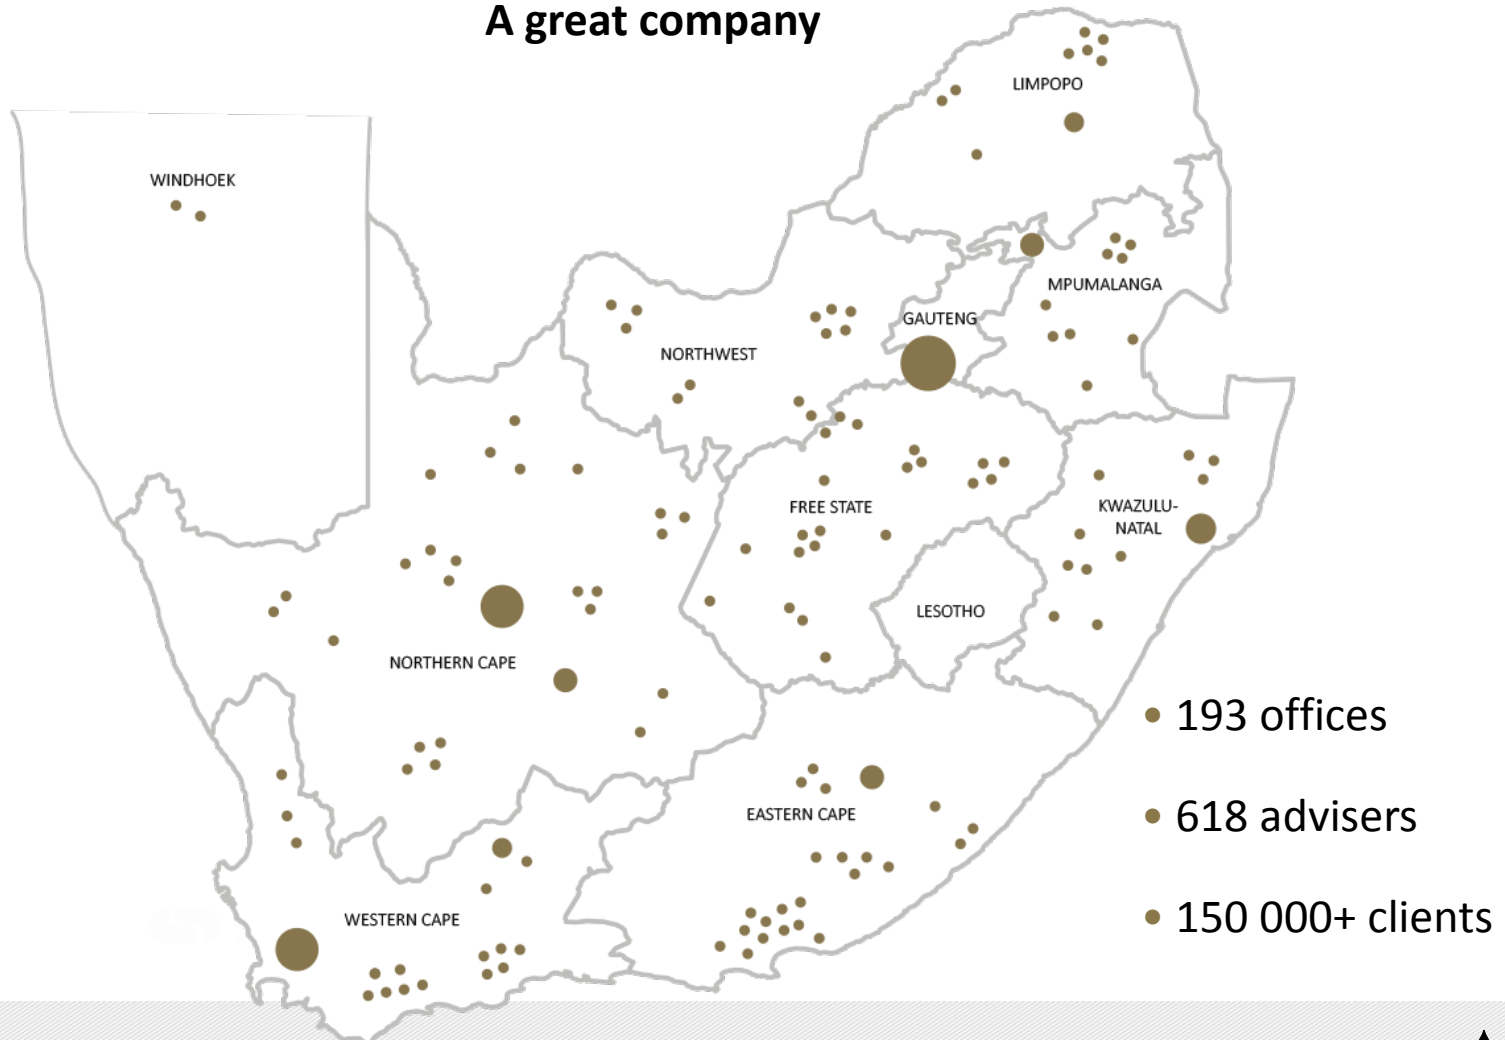 A great company
LIMPOPO
WINDHOEK
MPUMALANGA
GAUTENG
NORTHWEST
FREE STATE
KWAZULU-
NATAL
LESOTHO
NORTHERN CAPE
• 193 offices
EASTERN CAPE
• 618 advisers
WESTERN CAPE
• 150 000+ clients